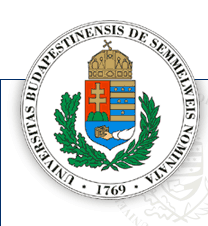 UNIVERSITAS BUDAPESTINENSIS DE SEMMELWEIS NOMINATA
· 1769 ·